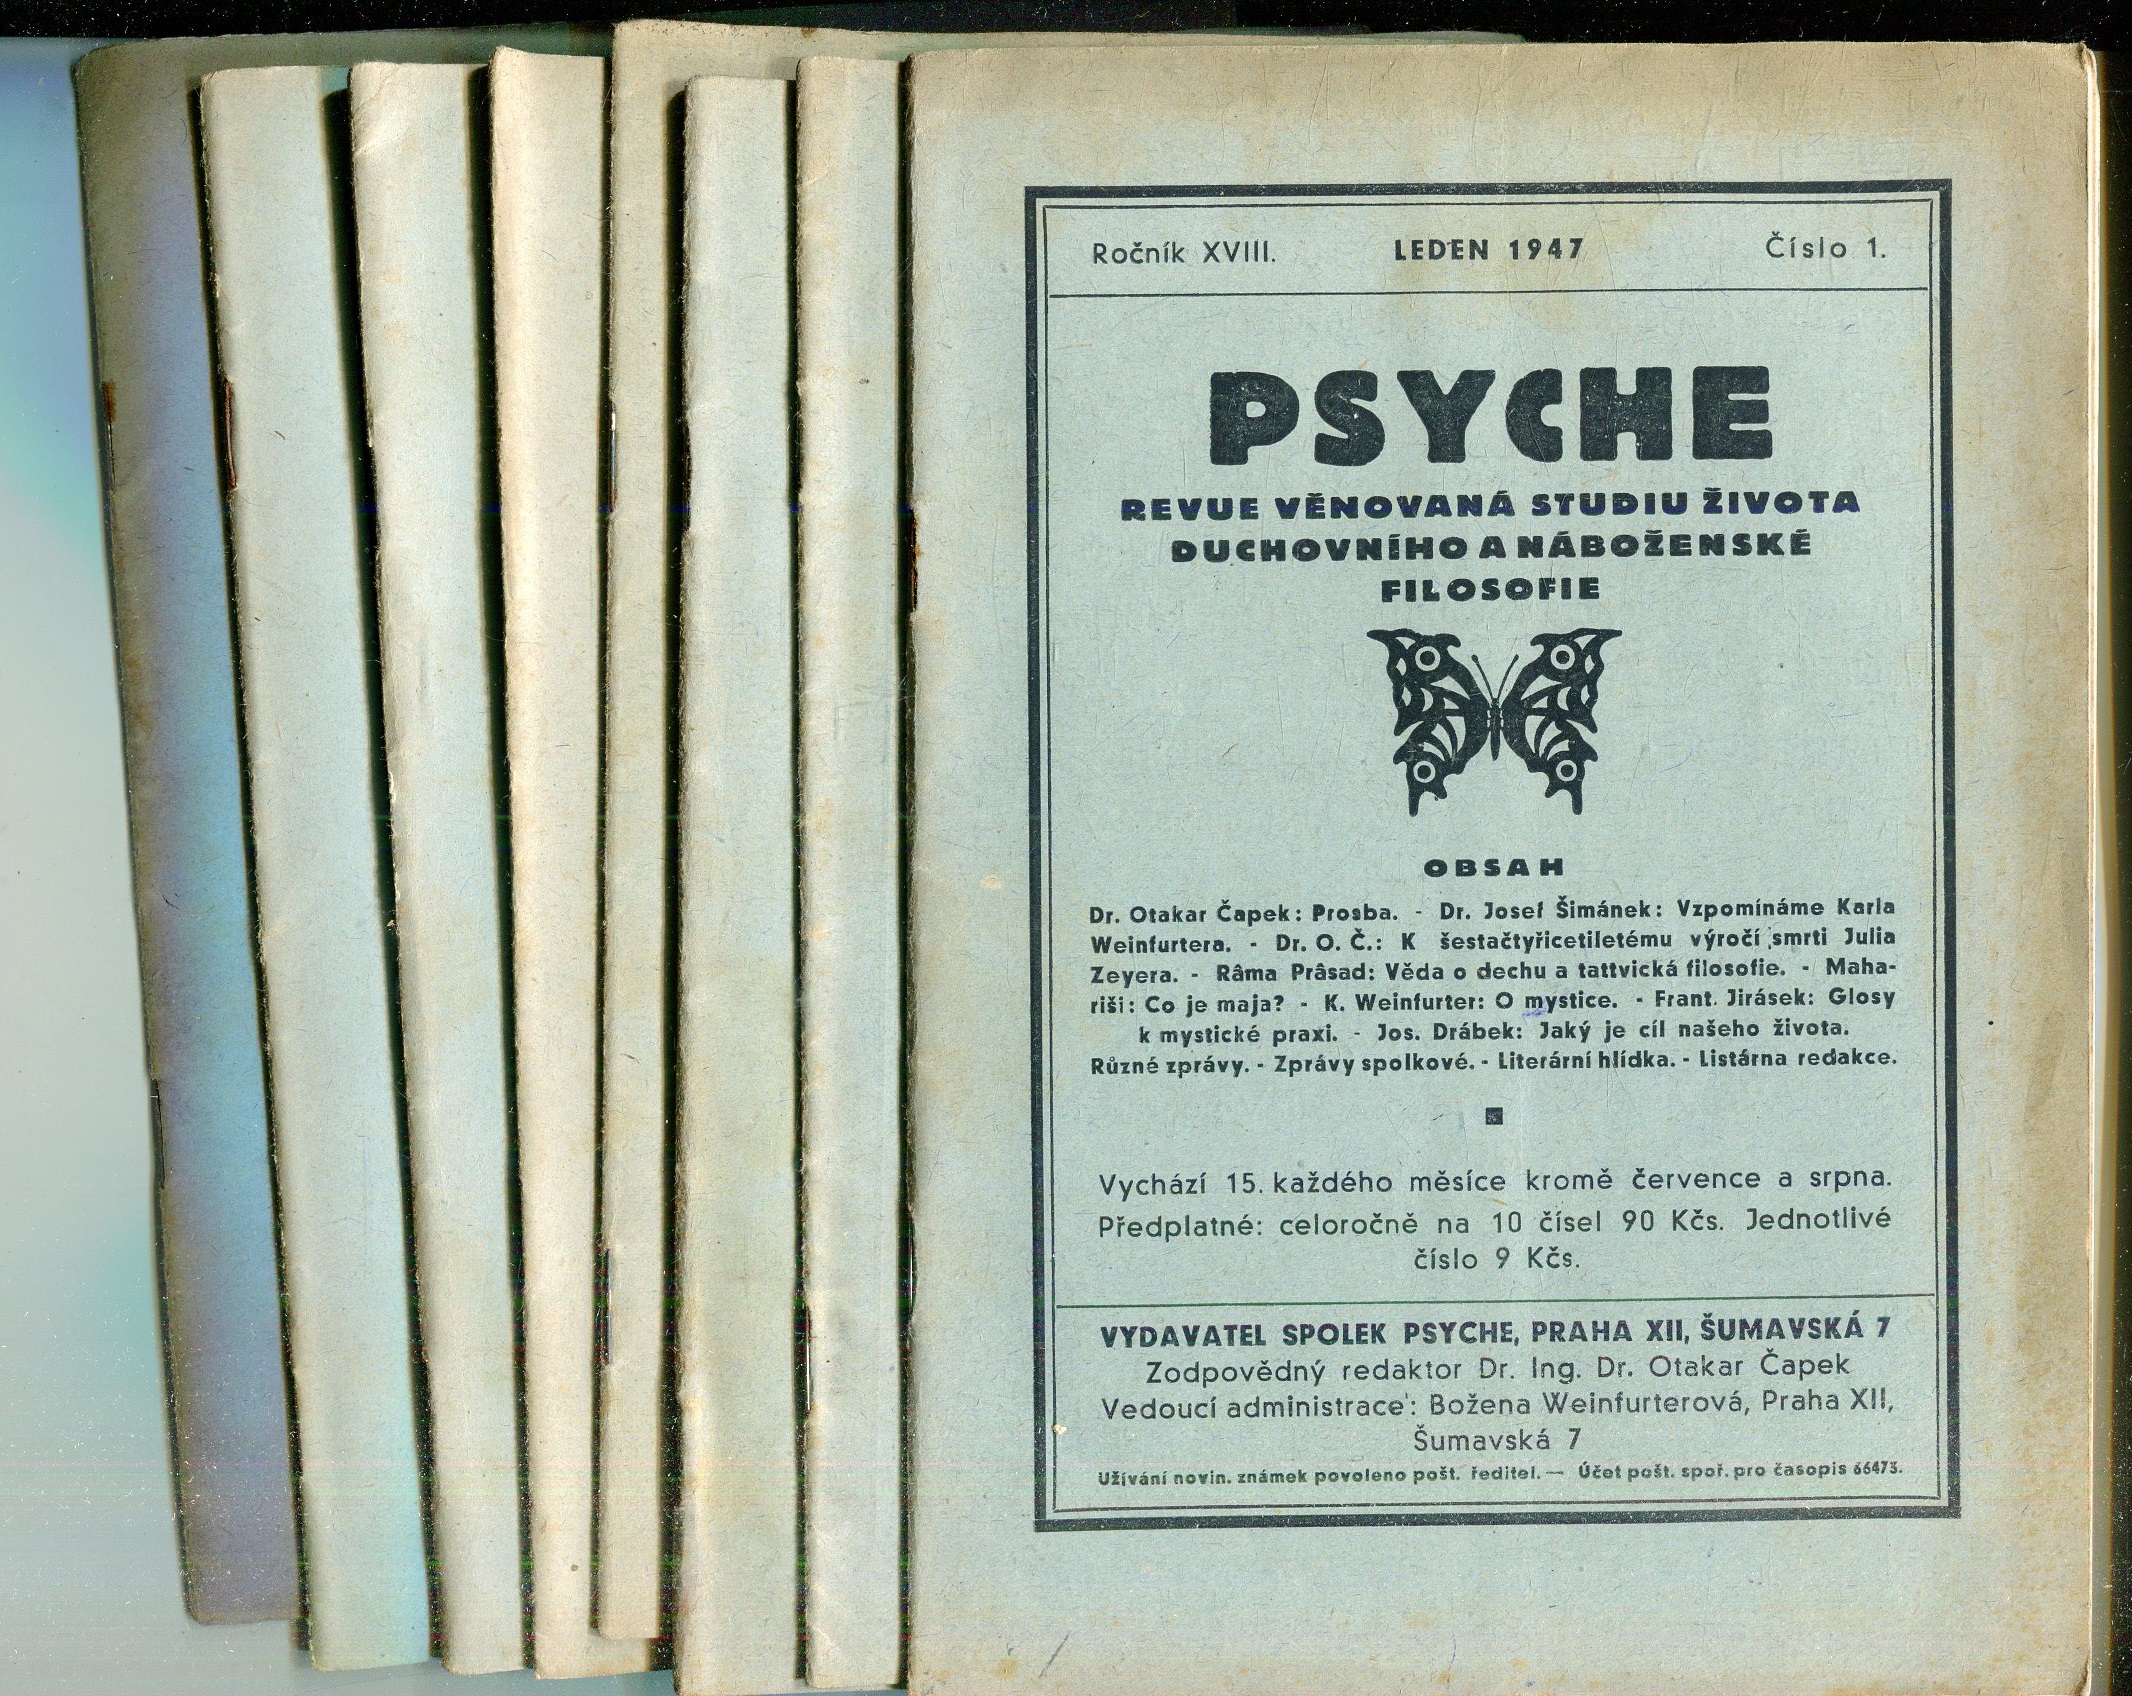 Ročník XVIII. LEDEN 1947 Číslo 1.
PSYCHE
REVUE VĚNOVANÁ STUDIU ŽIVOTA
DUCHOVNÍHO A NÁBOŽENSKÉ
FILOSOFIE
OBSAH
Dr. Otakar Čapek: Prosba. - Dr. Josef Šimánek: Vzpomínáme Karla
Weinfurtera. - Dr. O. Č.: K šestačtyřicetiletému výročí smrti Julia
Zeyera. - Râma Prâsad: Věda o dechu a tattvická filosofie. - Maha-
riši: Co je maja? - K. Weinfurter: O mystice. - Frant. Jirásek: Glosy
k mystické praxi. - Jos. Drábek: Jaký je cíl našeho života.
Různé zprávy. - Zprávy spolkové. - Literární hlídka. - Listárna redakce.
Vychází 15. každého měsíce kromě července a srpna.
Předplatné: celoročně na 10 čísel 90 Kčs. Jednotlivé
číslo 9 Kčs.
VYDAVATEL SPOLEK PSYCHE, PRAHA XII, ŠUMAVSKÁ 7
Zodpovědný redaktor Dr. Ing. Dr. Otakar Čapek
Vedoucí administrace: Božena Weinfurterová, Praha XII,
Šumavská 7
Užívání novin. známek povoleno pošt. ředitel. — Účet pošt. spoř. pro časopis 66473.